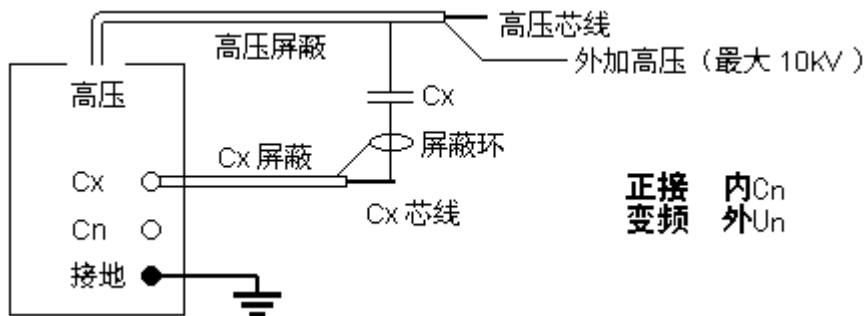 高压芯线
高压屏蔽
外加高压（最大 10kV ）
高压
Cx
屏蔽环
Cx 屏蔽
Cx
Cx 芯线
正接 内Cn
变频 外Un
Cn
接地